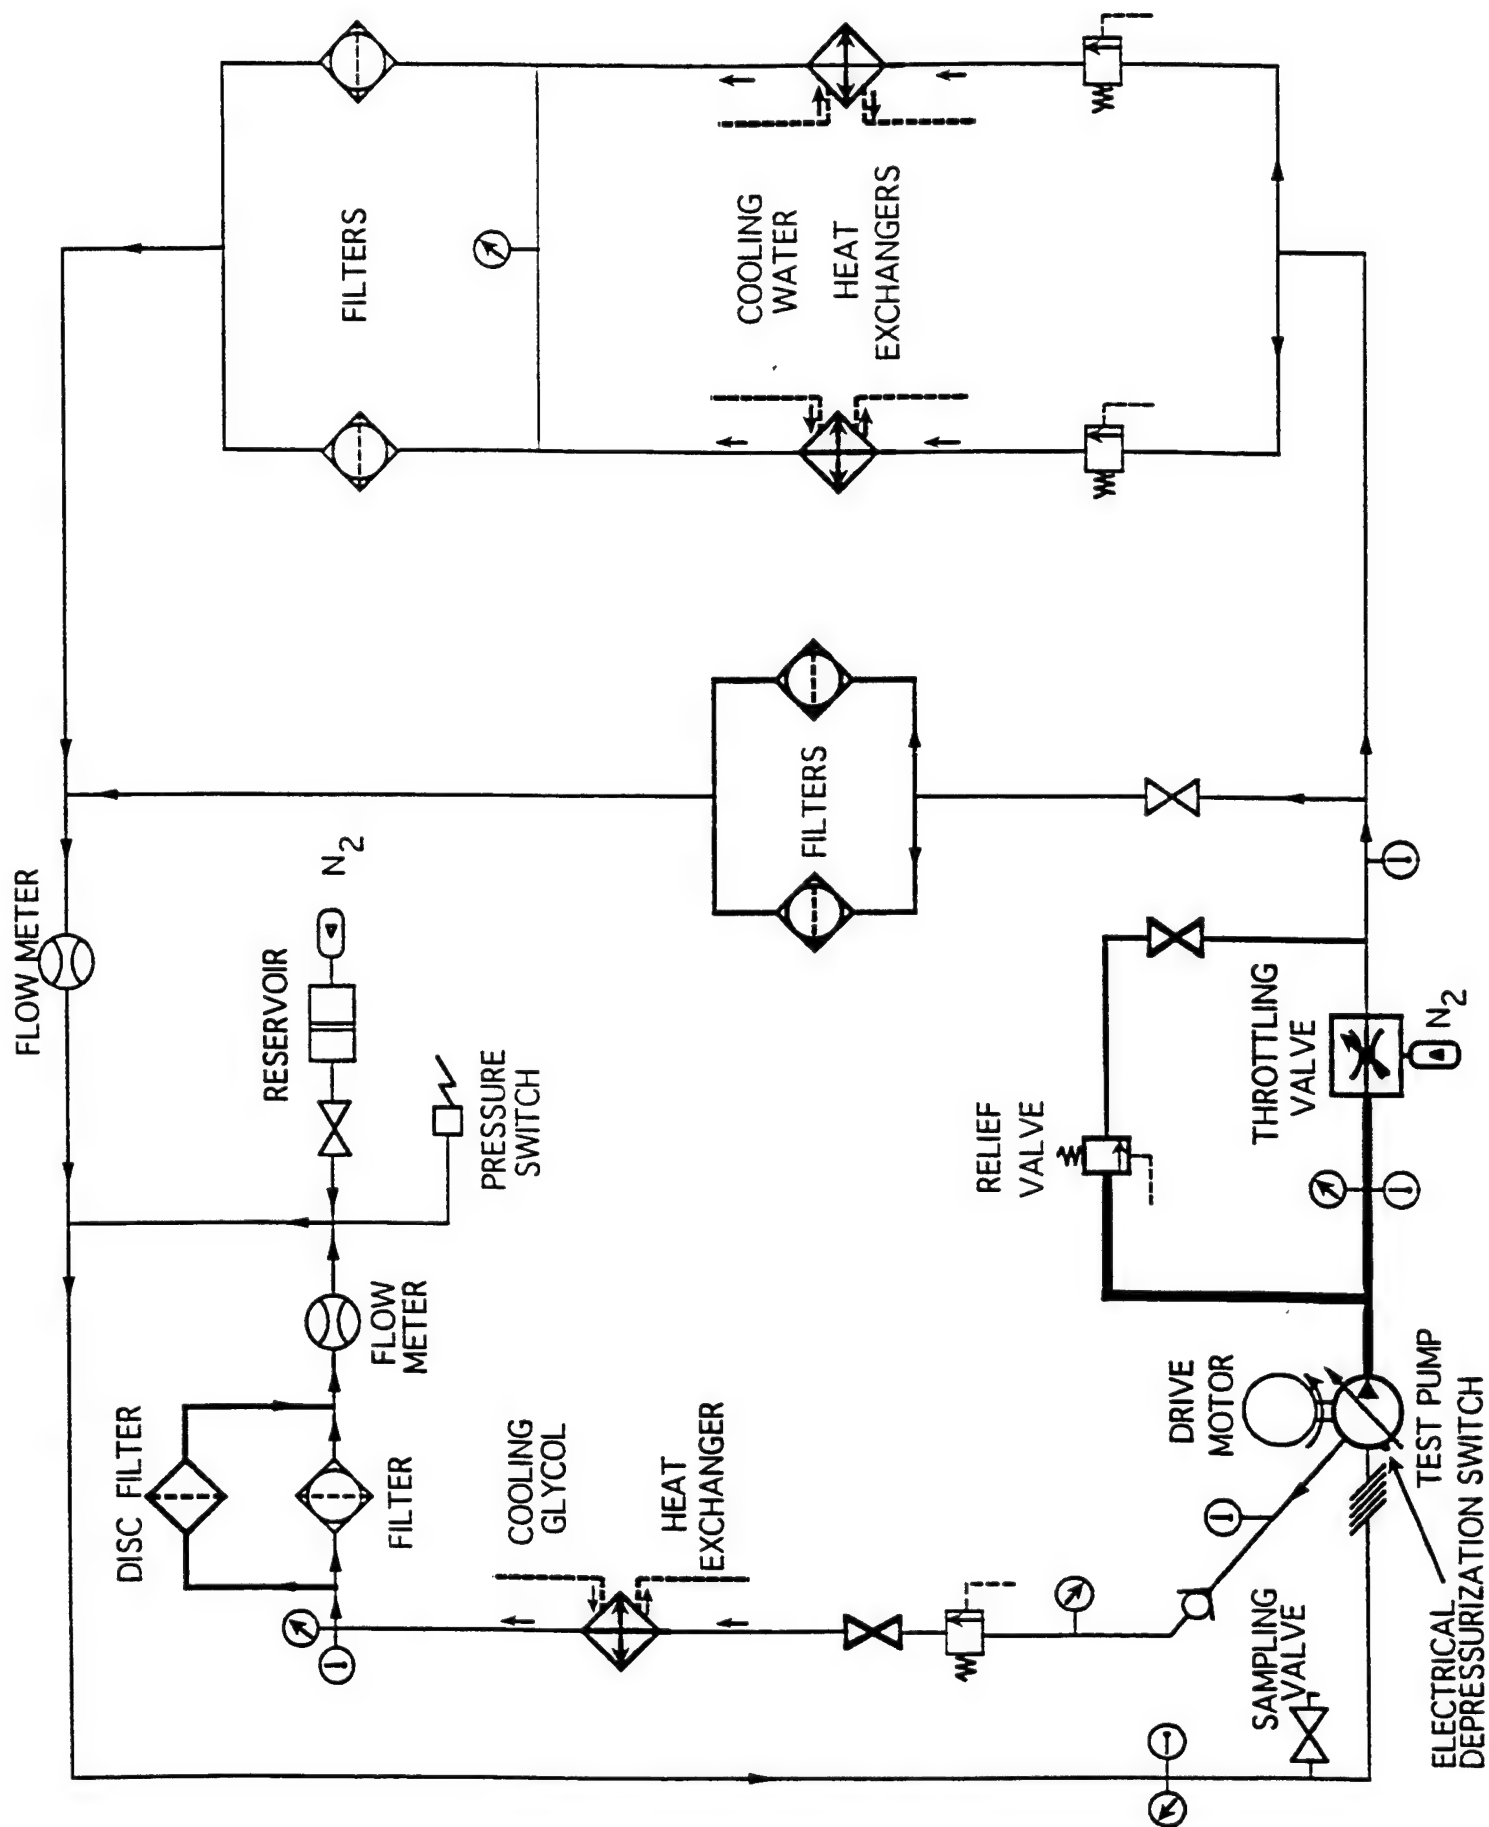 FLOW METER
RESERVOIR
N2
PRESSURE
SWITCH
DISC FILTER
FILTER
FLOW
METER
COOLING
GLYCOL
HEAT
EXCHANGER
FILTERS
FILTERS
COOLING
WATER
HEAT
EXCHANGERS
RELIEF
VALVE
THROTTLING
VALVE
N2
DRIVE
MOTOR
TEST PUMP
SAMPLING
VALVE
ELECTRICAL
DEPRESSURIZATION SWITCH